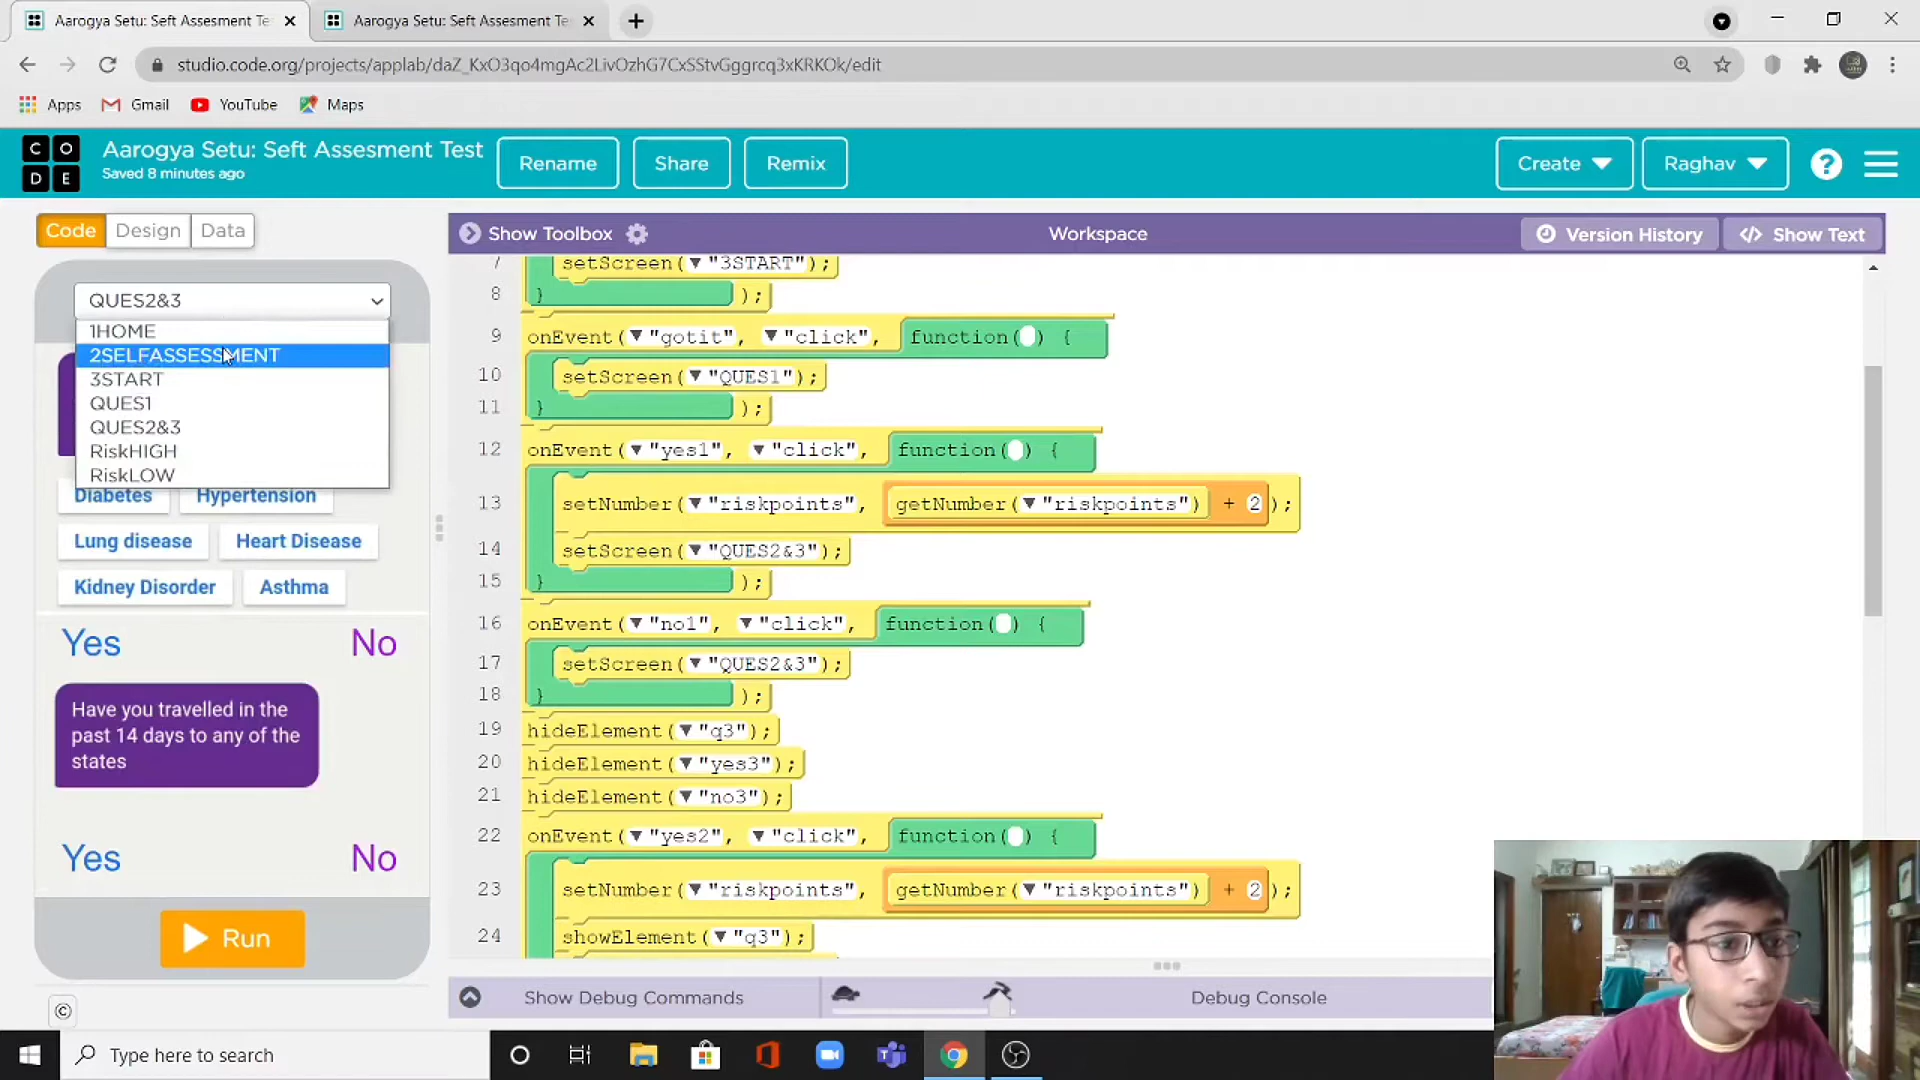 Aarogya Setu: Seft Assesment Te
Aarogya Setu: Seft Assesment Te
studio.code.org/projects/applab/daZ_KxO3qo4mgAc2LivOzhG7CxSStvGggrcq3xKRKOk/edit
Apps
Gmail
YouTube
Maps
CODE
Aarogya Setu: Seft Assesment Test
Saved 8 minutes ago
Rename
Share
Remix
Create
Raghav
?
Code
Design
Data
Show Toolbox
Workspace
Version History
Show Text
QUES2&3
1HOME
2SELFASSESSMENT
3START
QUES1
QUES2&3
RiskHIGH
RiskLOW
Diabetes
Hypertension
Lung disease
Heart Disease
Kidney Disorder
Asthma
Yes
No
Have you travelled in the
past 14 days to any of the
states
Yes
No
Run
7 setScreen(▼"3START");
8 } );
9 onEvent(▼"gotit", ▼"click", function() {
10 setScreen(▼"QUES1");
11 } );
12 onEvent(▼"yes1", ▼"click", function() {
13 setNumber(▼"riskpoints", getNumber(▼"riskpoints") + 2);
14 setScreen(▼"QUES2&3");
15 } );
16 onEvent(▼"no1", ▼"click", function() {
17 setScreen(▼"QUES2&3");
18 } );
19 hideElement(▼"q3");
20 hideElement(▼"yes3");
21 hideElement(▼"no3");
22 onEvent(▼"yes2", ▼"click", function() {
23 setNumber(▼"riskpoints", getNumber(▼"riskpoints") + 2);
24 showElement(▼"q3");
Show Debug Commands
Debug Console
Type here to search